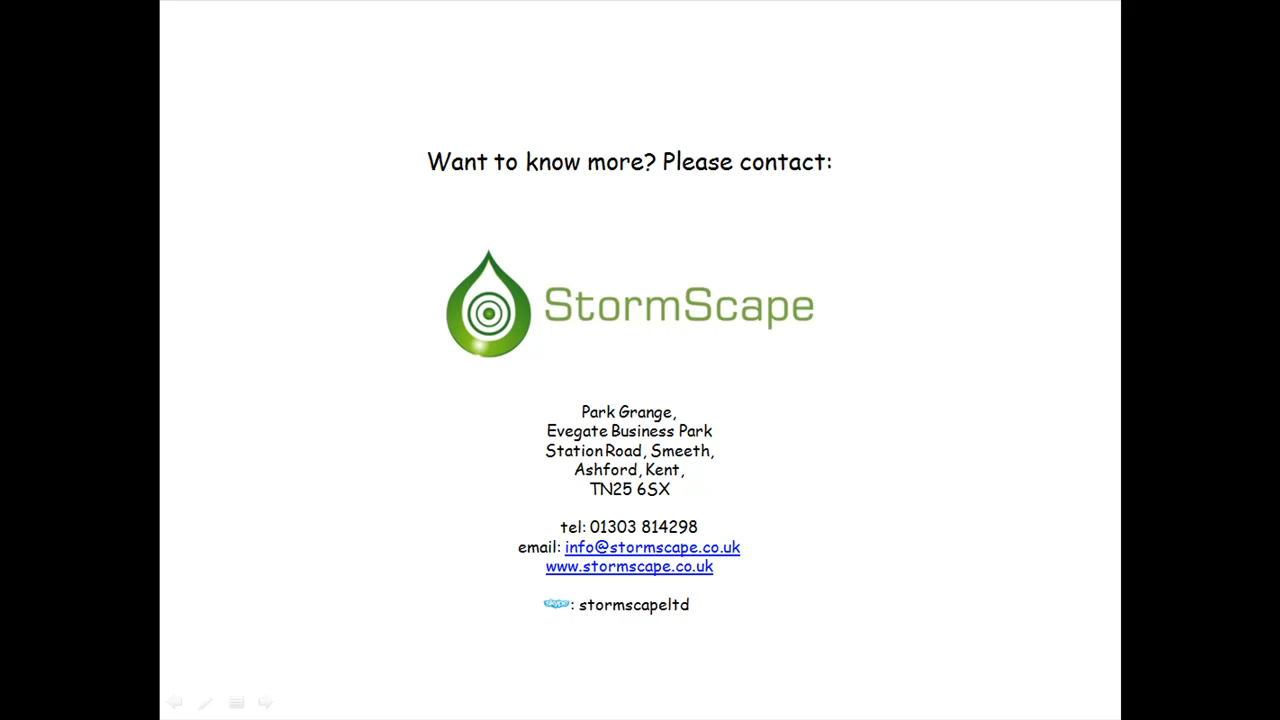 Want to know more? Please contact:
StormScape
Park Grange,
Evegate Business Park
Station Road, Smeeth,
Ashford, Kent,
TN25 6SX
tel: 01303 814298
email: info@stormscape.co.uk
www.stormscape.co.uk
skype: stormscapeltd